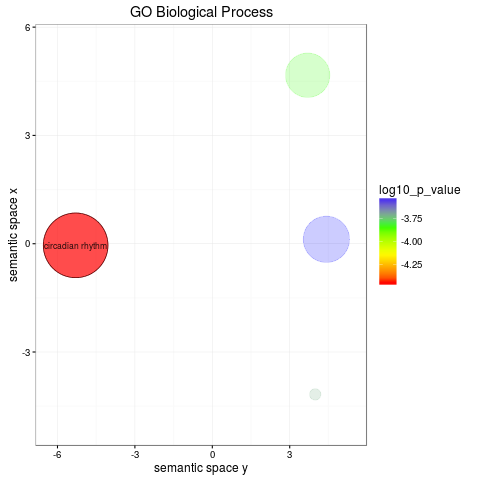 GO Biological Process
6
3
0
-3
semantic space x
circadian rhythm
-6
-3
0
3
semantic space y
log10_p_value
-3.75
-4.00
-4.25